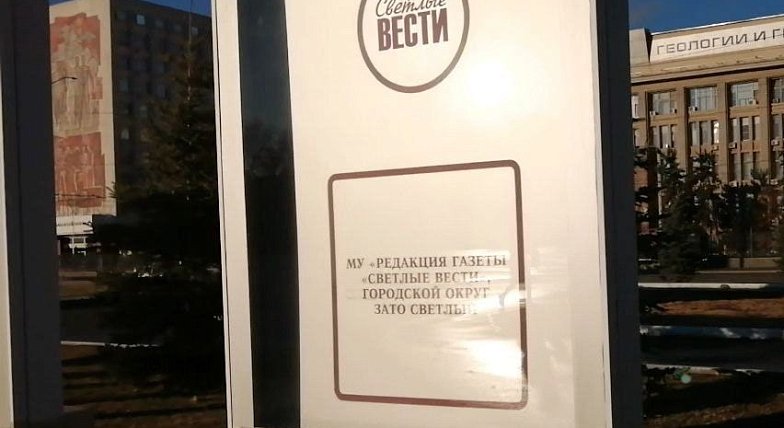 Светлые
ВЕСТИ
ГЕОЛОГИИ И
МУ «РЕДАКЦИЯ ГАЗЕТЫ
«СВЕТЛЫЕ ВЕСТИ»,
ГОРОДСКОЙ ОКРУГ
ЗАТО СВЕТЛЫЙ